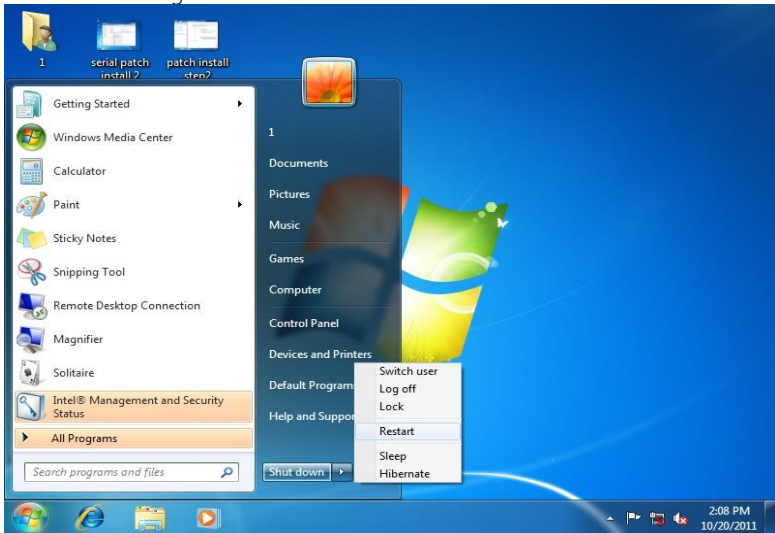 1
serial patch
install 2
patch install
step2
Getting Started
Windows Media Center
Calculator
Paint
Sticky Notes
Snipping Tool
Remote Desktop Connection
Magnifier
Solitaire
Intel® Management and Security
Status
All Programs
Search programs and files
1
Documents
Pictures
Music
Games
Computer
Control Panel
Devices and Printers
Default Program
Help and Suppor
Shut down
Switch user
Log off
Lock
Restart
Sleep
Hibernate
2:08 PM
10/20/2011